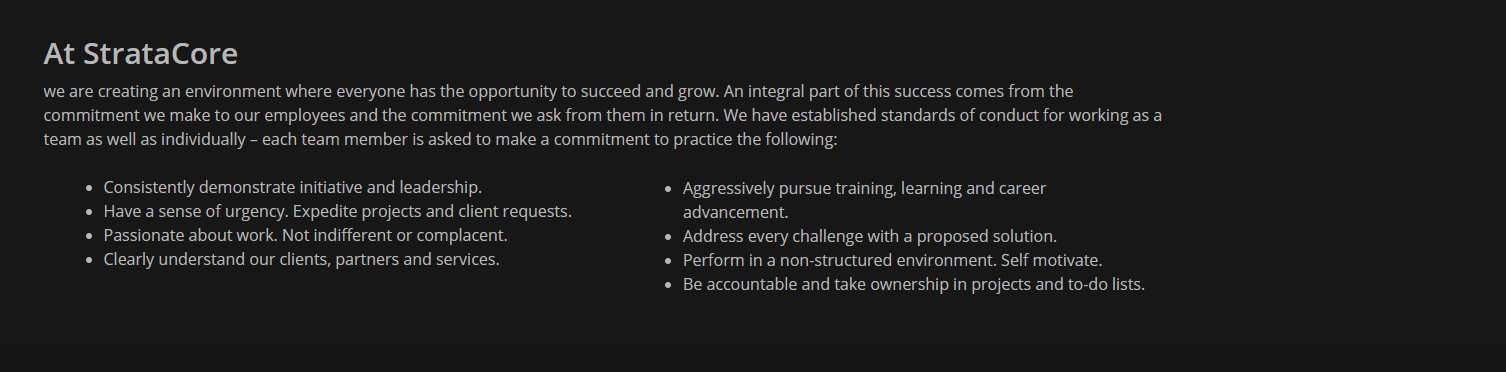 At StrataCore
we are creating an environment where everyone has the opportunity to succeed and grow. An integral part of this success comes from the
commitment we make to our employees and the commitment we ask from them in return. We have established standards of conduct for working as a
team as well as individually – each team member is asked to make a commitment to practice the following:
• Consistently demonstrate initiative and leadership.
• Have a sense of urgency. Expedite projects and client requests.
• Passionate about work. Not indifferent or complacent.
• Clearly understand our clients, partners and services.
• Aggressively pursue training, learning and career
advancement.
• Address every challenge with a proposed solution.
• Perform in a non-structured environment. Self motivate.
• Be accountable and take ownership in projects and to-do lists.